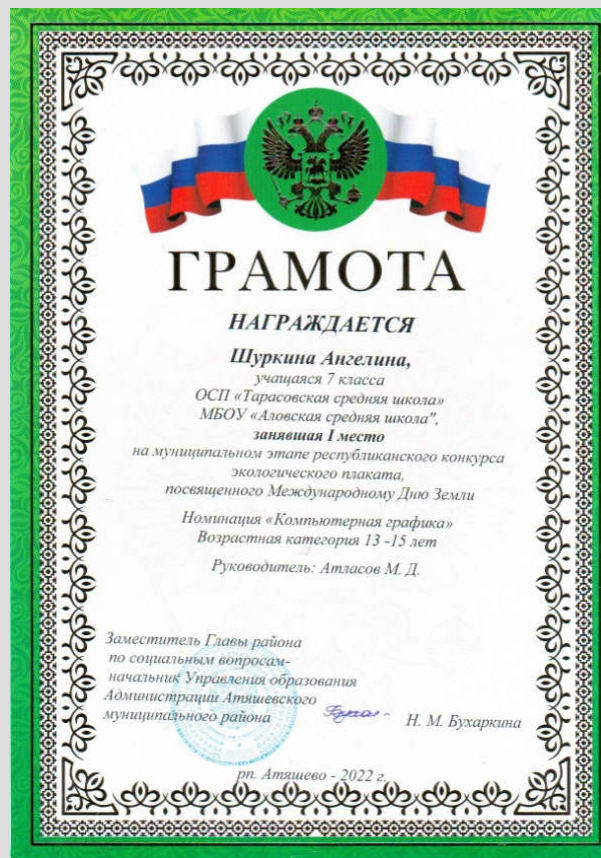 ГРАМОТА
НАГРАЖДАЕТСЯ
Шуркина Ангелина,
учащаяся 7 класса
ОСП «Тарасовская средняя школа»
МБОУ «Аловская средняя школа",
занявшая I место
на муниципальном этапе республиканского конкурса
экологического плаката,
посвященного Международному Дню Земли
Номинация «Компьютерная графика»
Возрастная категория 13 -15 лет
Руководитель: Атласов М. Д.
Заместитель Главы района
по социальным вопросам-
начальник Управления образования
Администрации Атяшевского
муниципального района
Н. М. Бухаркина
рп. Атяшево - 2022 г.